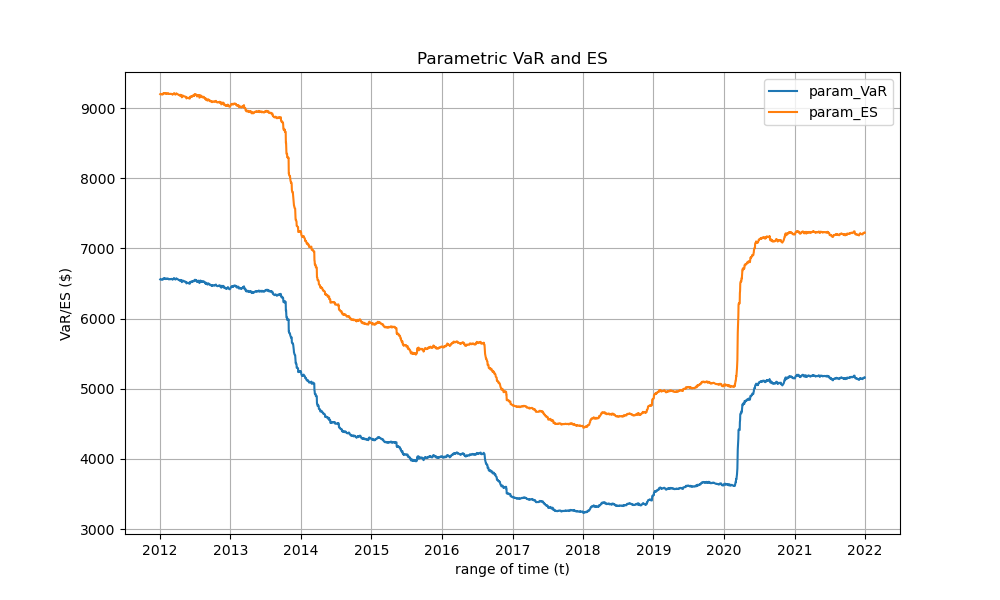 Parametric VaR and ES
param_VaR
param_ES
VaR/ES ($)
9000
8000
7000
6000
5000
4000
3000
2012 2013 2014 2015 2016 2017 2018 2019 2020 2021 2022
range of time (t)